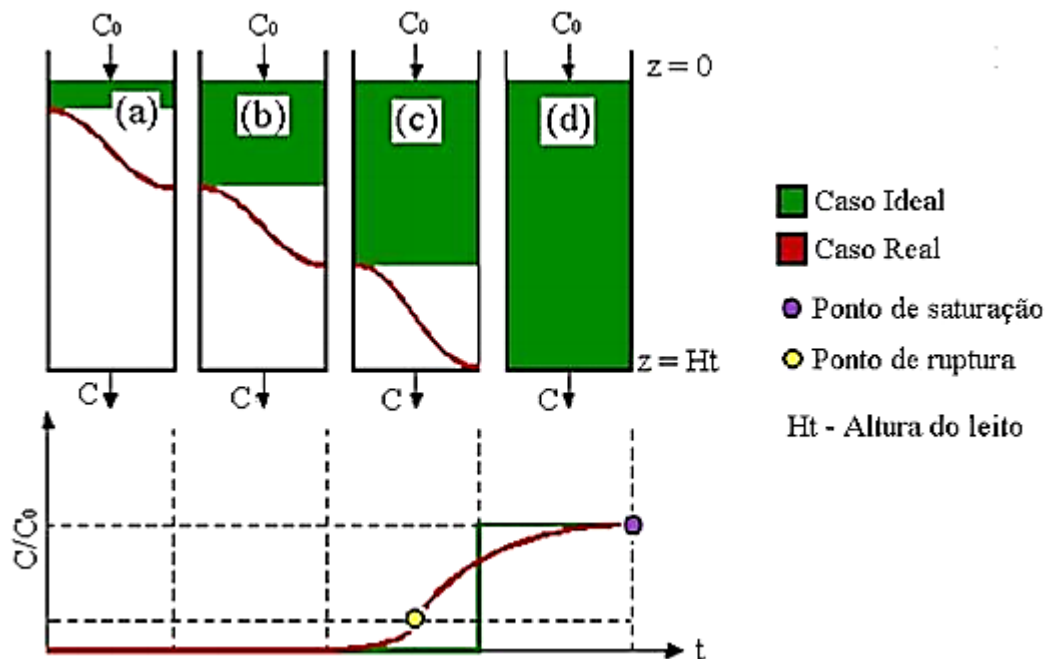 C₀ C₀ C₀ C₀
z = 0
(a) (b) (c) (d)
Caso Ideal
Caso Real
Ponto de saturação
z = Ht
Ponto de ruptura
C C C C
Ht - Altura do leito
C/C₀
t